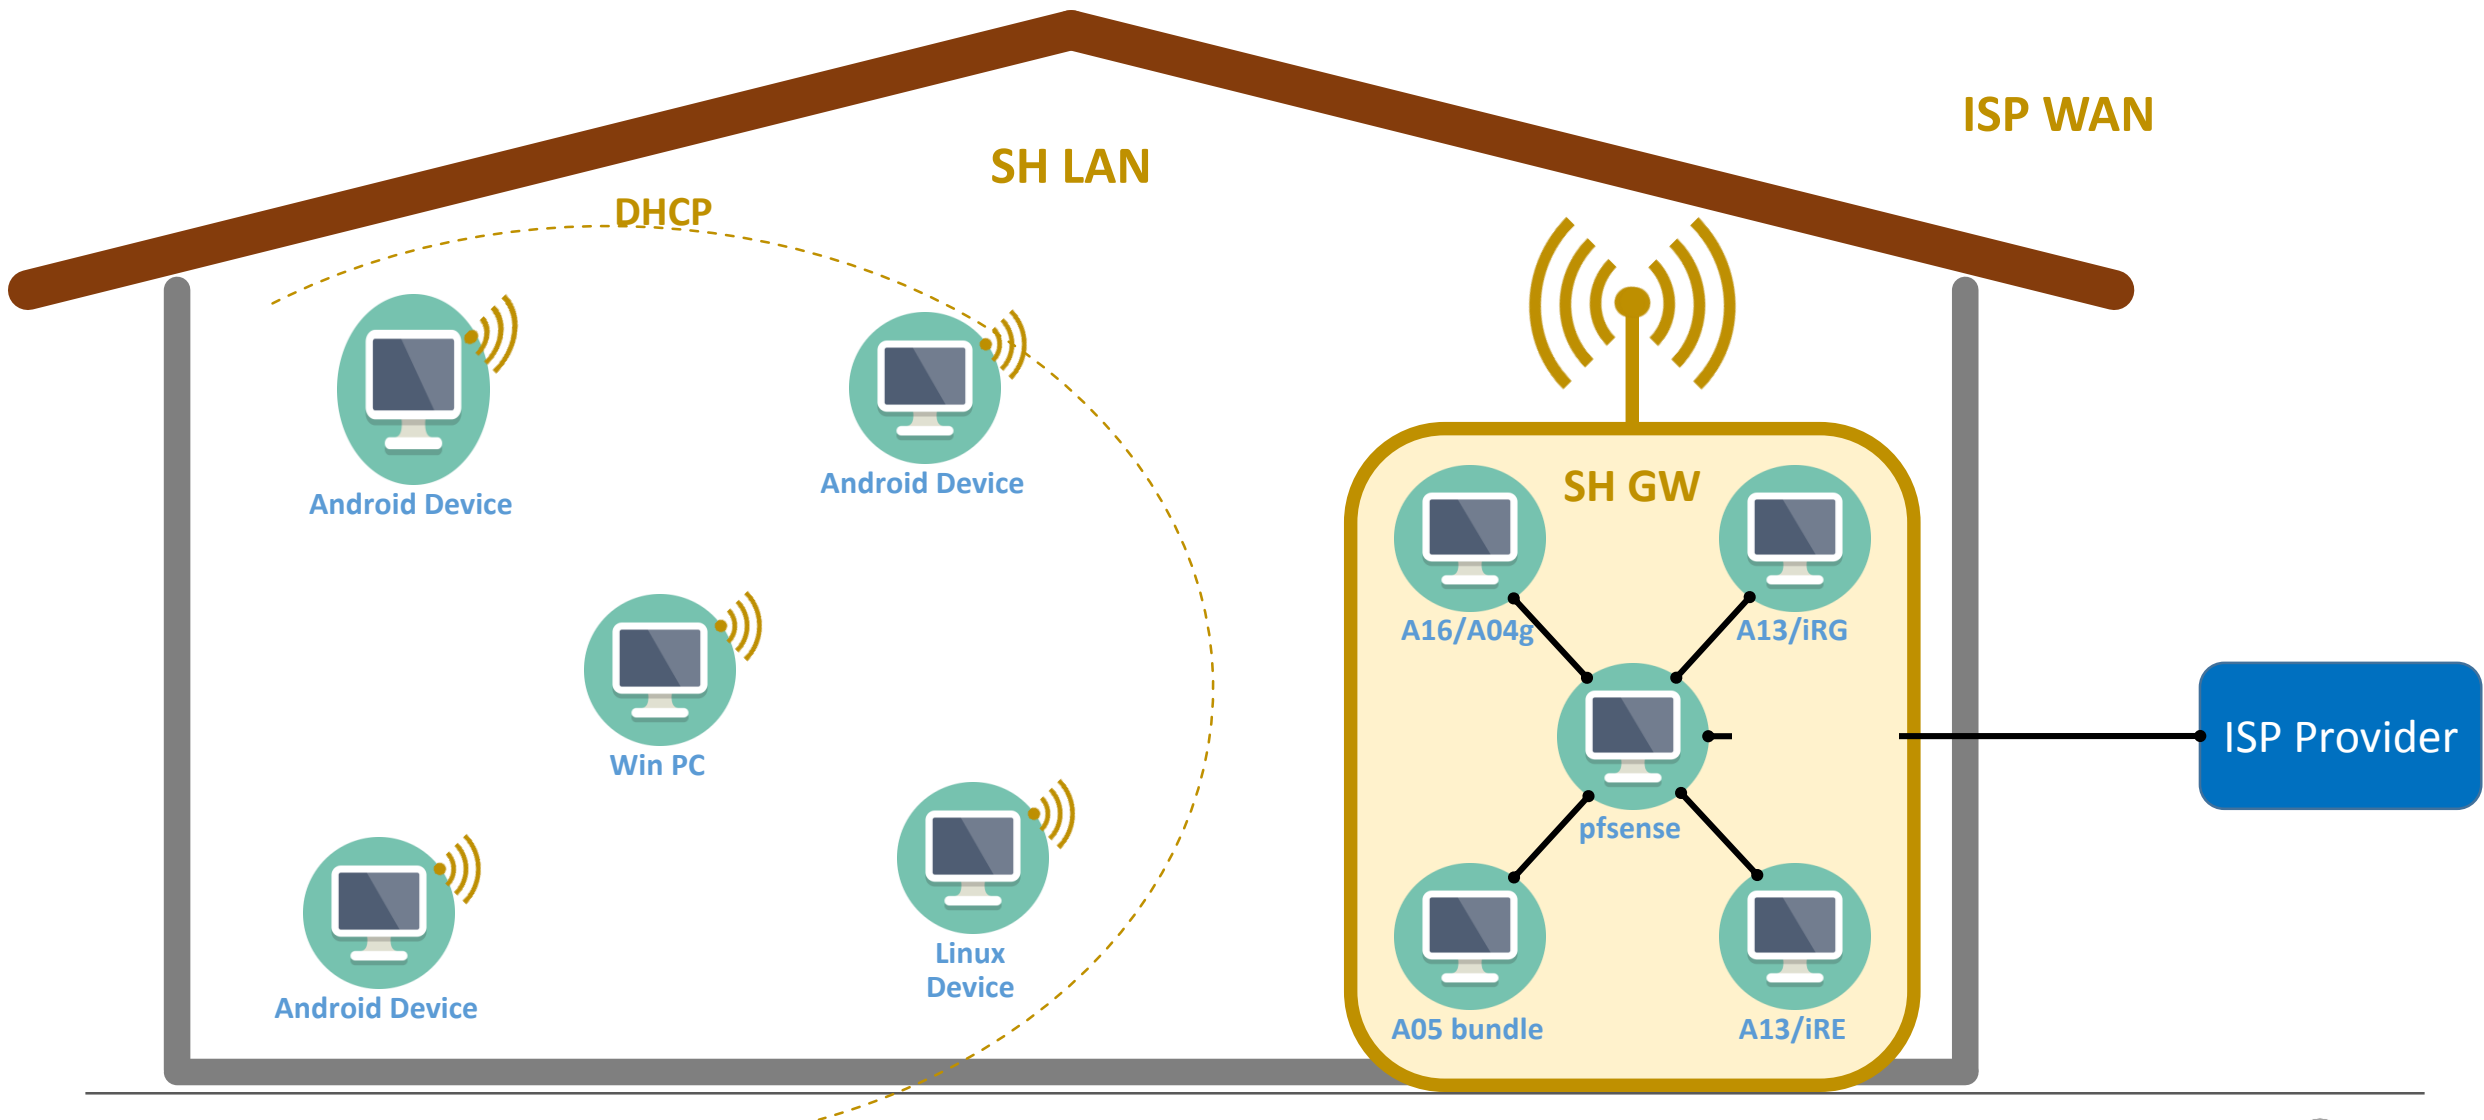 ISP WAN
SH LAN
DHCP
Android Device
Android Device
SH GW
A16/A04g
A13/iRG
Win PC
ISP Provider
pfsense
Linux
Device
Android Device
A05 bundle
A13/iRE